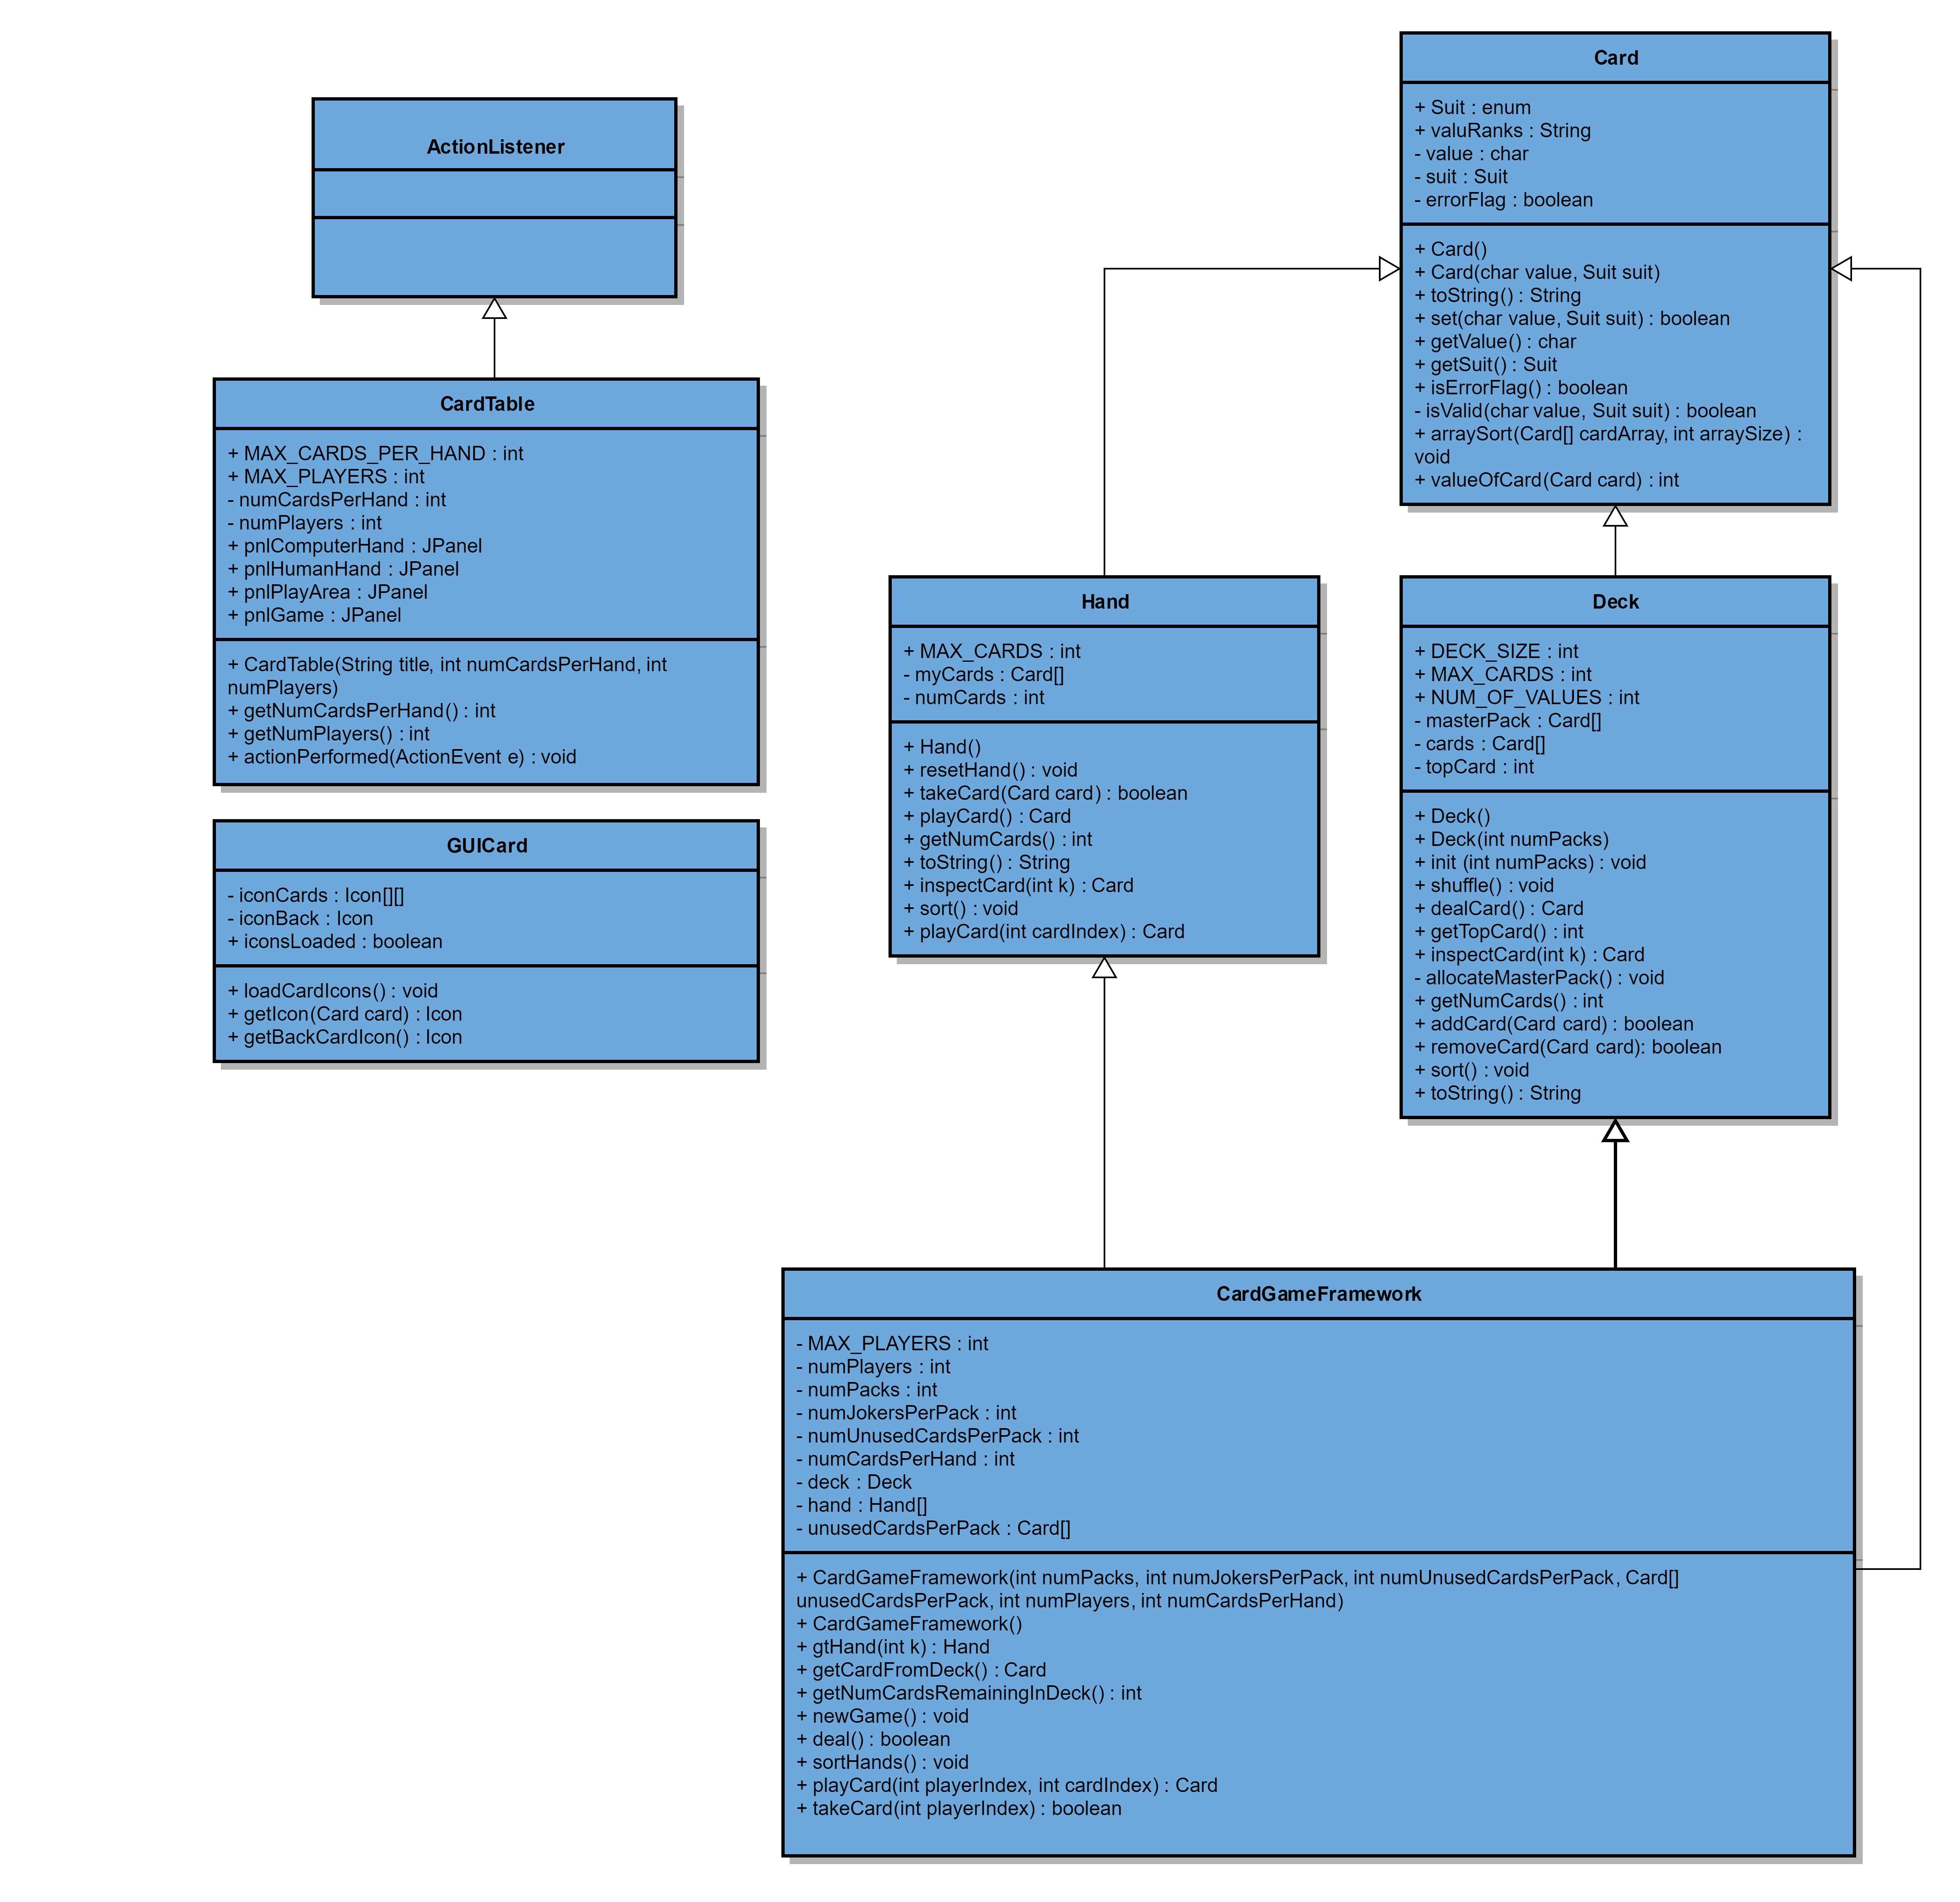 ActionListener
CardTable
+ MAX_CARDS_PER_HAND : int
+ MAX_PLAYERS : int
- numCardsPerHand : int
- numPlayers : int
+ pnlComputerHand : JPanel
+ pnlHumanHand : JPanel
+ pnlPlayArea : JPanel
+ pnlGame : JPanel
+ CardTable(String title, int numCardsPerHand, int
numPlayers)
+ getNumCardsPerHand() : int
+ getNumPlayers() : int
+ actionPerformed(ActionEvent e) : void
GUICard
- iconCards : Icon[][]
- iconBack : Icon
+ iconsLoaded : boolean
+ loadCardIcons() : void
+ getIcon(Card card) : Icon
+ getBackCardIcon() : Icon
Card
+ Suit : enum
+ valuRanks : String
- value : char
- suit : Suit
- errorFlag : boolean
+ Card()
+ Card(char value, Suit suit)
+ toString() : String
+ set(char value, Suit suit) : boolean
+ getValue() : char
+ getSuit() : Suit
+ isErrorFlag() : boolean
- isValid(char value, Suit suit) : boolean
+ arraySort(Card[] cardArray, int arraySize) :
void
+ valueOfCard(Card card) : int
Hand
+ MAX_CARDS : int
- myCards : Card[]
- numCards : int
+ Hand()
+ resetHand() : void
+ takeCard(Card card) : boolean
+ playCard() : Card
+ getNumCards() : int
+ toString() : String
+ inspectCard(int k) : Card
+ sort() : void
+ playCard(int cardIndex) : Card
Deck
+ DECK_SIZE : int
+ MAX_CARDS : int
+ NUM_OF_VALUES : int
- masterPack : Card[]
- cards : Card[]
- topCard : int
+ Deck()
+ Deck(int numPacks)
+ init (int numPacks) : void
+ shuffle() : void
+ dealCard() : Card
+ getTopCard() : int
+ inspectCard(int k) : Card
- allocateMasterPack() : void
+ getNumCards() : int
+ addCard(Card card) : boolean
+ removeCard(Card card): boolean
+ sort() : void
+ toString() : String
CardGameFramework
- MAX_PLAYERS : int
- numPlayers : int
- numPacks : int
- numJokersPerPack : int
- numUnusedCardsPerPack : int
- numCardsPerHand : int
- deck : Deck
- hand : Hand[]
- unusedCardsPerPack : Card[]
+ CardGameFramework(int numPacks, int numJokersPerPack, int numUnusedCardsPerPack, Card[]
unusedCardsPerPack, int numPlayers, int numCardsPerHand)
+ CardGameFramework()
+ gtHand(int k) : Hand
+ getCardFromDeck() : Card
+ getNumCardsRemainingInDeck() : int
+ newGame() : void
+ deal() : boolean
+ sortHands() : void
+ playCard(int playerIndex, int cardIndex) : Card
+ takeCard(int playerIndex) : boolean